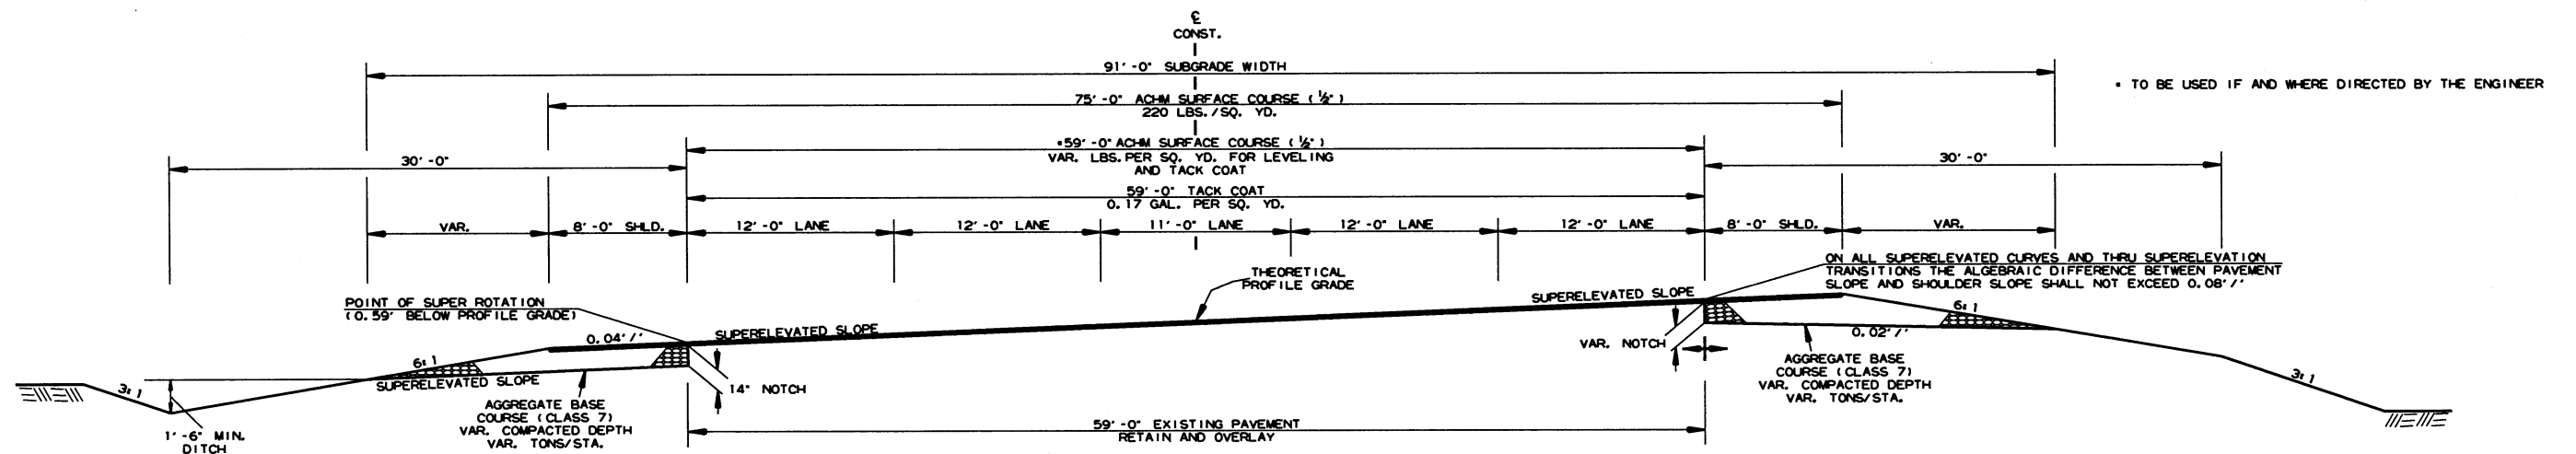 ℄
CONST.
91'-0" SUBGRADE WIDTH
* TO BE USED IF AND WHERE DIRECTED BY THE ENGINEER
75'-0" ACHM SURFACE COURSE (½")
220 LBS./SQ. YD.
*59'-0" ACHM SURFACE COURSE (½")
VAR. LBS. PER SQ. YD. FOR LEVELING
AND TACK COAT
30'-0"
30'-0"
59'-0" TACK COAT
0.17 GAL. PER SQ. YD.
VAR.
8'-0" SHLD.
12'-0" LANE
12'-0" LANE
11'-0" LANE
12'-0" LANE
12'-0" LANE
8'-0" SHLD.
VAR.
THEORETICAL
PROFILE GRADE
ON ALL SUPERELEVATED CURVES AND THRU SUPERELEVATION
TRANSITIONS THE ALGEBRAIC DIFFERENCE BETWEEN PAVEMENT
SLOPE AND SHOULDER SLOPE SHALL NOT EXCEED 0.08'/'
POINT OF SUPER ROTATION
(0.59' BELOW PROFILE GRADE)
SUPERELEVATED SLOPE
SUPERELEVATED SLOPE
0.04'/'
6:1
6:1
0.02'/'
VAR. NOTCH
SUPERELEVATED SLOPE
14" NOTCH
3:1
3:1
AGGREGATE BASE
COURSE (CLASS 7)
VAR. COMPACTED DEPTH
VAR. TONS/STA.
AGGREGATE BASE
COURSE (CLASS 7)
VAR. COMPACTED DEPTH
VAR. TONS/STA.
1'-6" MIN.
DITCH
59'-0" EXISTING PAVEMENT
RETAIN AND OVERLAY